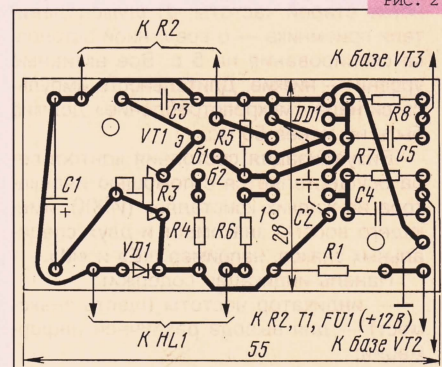 РИС. 2
К R2
К базе VT3
C3
DD1
R8
VT1
Э
R5
C5
б1
R7
б2
C1
+
R3
C4
1
C2
R4
R6
28
VD1
R1
К R2, T1, FU1 (+12В)
К HL1
К базе VT2
55